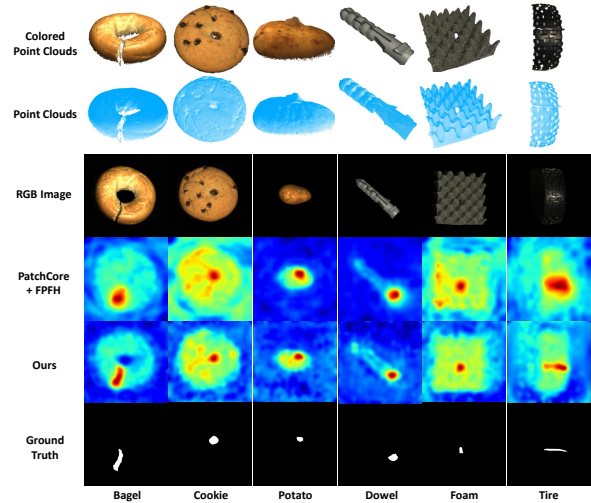 Colored
Point Clouds
Point Clouds
RGB Image
PatchCore
+ FPFH
Ours
Ground
Truth
Bagel Cookie Potato Dowel Foam Tire